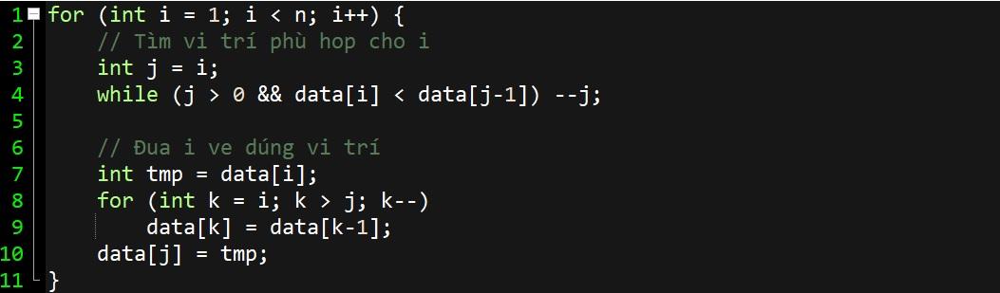 1 for (int i = 1; i < n; i++) {
2     // Tìm vi trí phù hop cho i
3     int j = i;
4     while (j > 0 && data[i] < data[j-1]) --j;
5
6     // Đua i ve dúng vi trí
7     int tmp = data[i];
8     for (int k = i; k > j; k--)
9         data[k] = data[k-1];
10     data[j] = tmp;
11 }